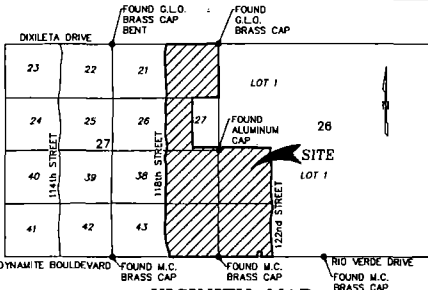 FOUND G.L.O.
BRASS CAP
BENT
FOUND
G.L.O.
BRASS CAP
DIXILETA DRIVE
23
22
21
LOT 1
24
25
26
27
FOUND
ALUMINUM
CAP
26
27
114th STREET
118th STREET
SITE
40
39
38
LOT 1
122nd STREET
41
42
43
DYNAMITE BOULDEVARD
FOUND M.C.
BRASS CAP
FOUND M.C.
BRASS CAP
RIO VERDE DRIVE
FOUND M.C.
BRASS CAP